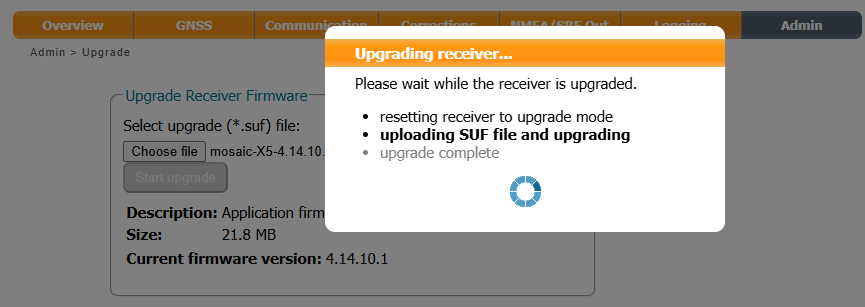 Overview GNSS Communication Corrections NMEA/SBF Out Logging Admin
Admin > Upgrade
Upgrading receiver...
Please wait while the receiver is upgraded.
• resetting receiver to upgrade mode
• uploading SUF file and upgrading
• upgrade complete
Upgrade Receiver Firmware
Select upgrade (*.suf) file:
Choose file mosaic-X5-4.14.10.
Start upgrade
Description: Application firm
Size: 21.8 MB
Current firmware version: 4.14.10.1